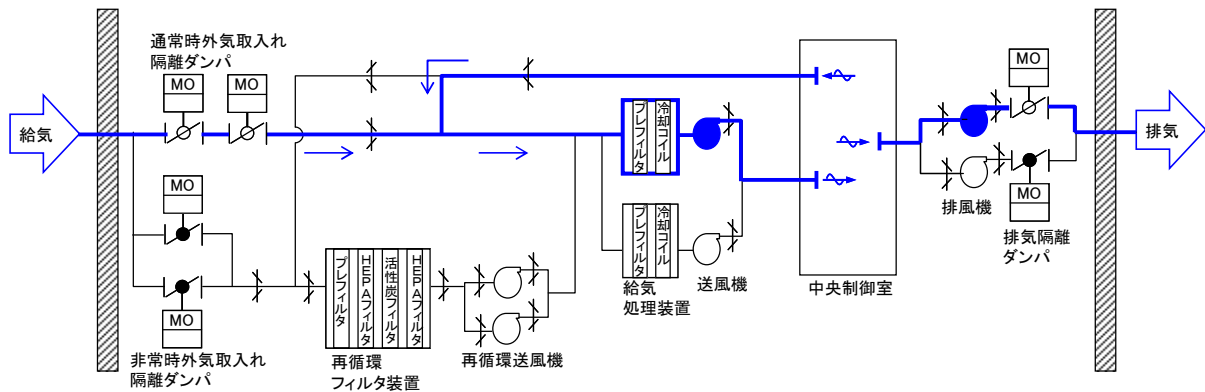 通常時外気取入れ
隔離ダンパ
MO
MO
給気
MO
MO
非常時外気取入れ
隔離ダンパ
プレフィルタ
HEPAフィルタ
活性炭フィルタ
HEPAフィルタ
再循環
フィルタ装置
再循環送風機
プレフィルタ
冷却コイル
プレフィルタ
冷却コイル
給気
処理装置
送風機
中央制御室
MO
排気
排風機
MO
排気隔離
ダンパ